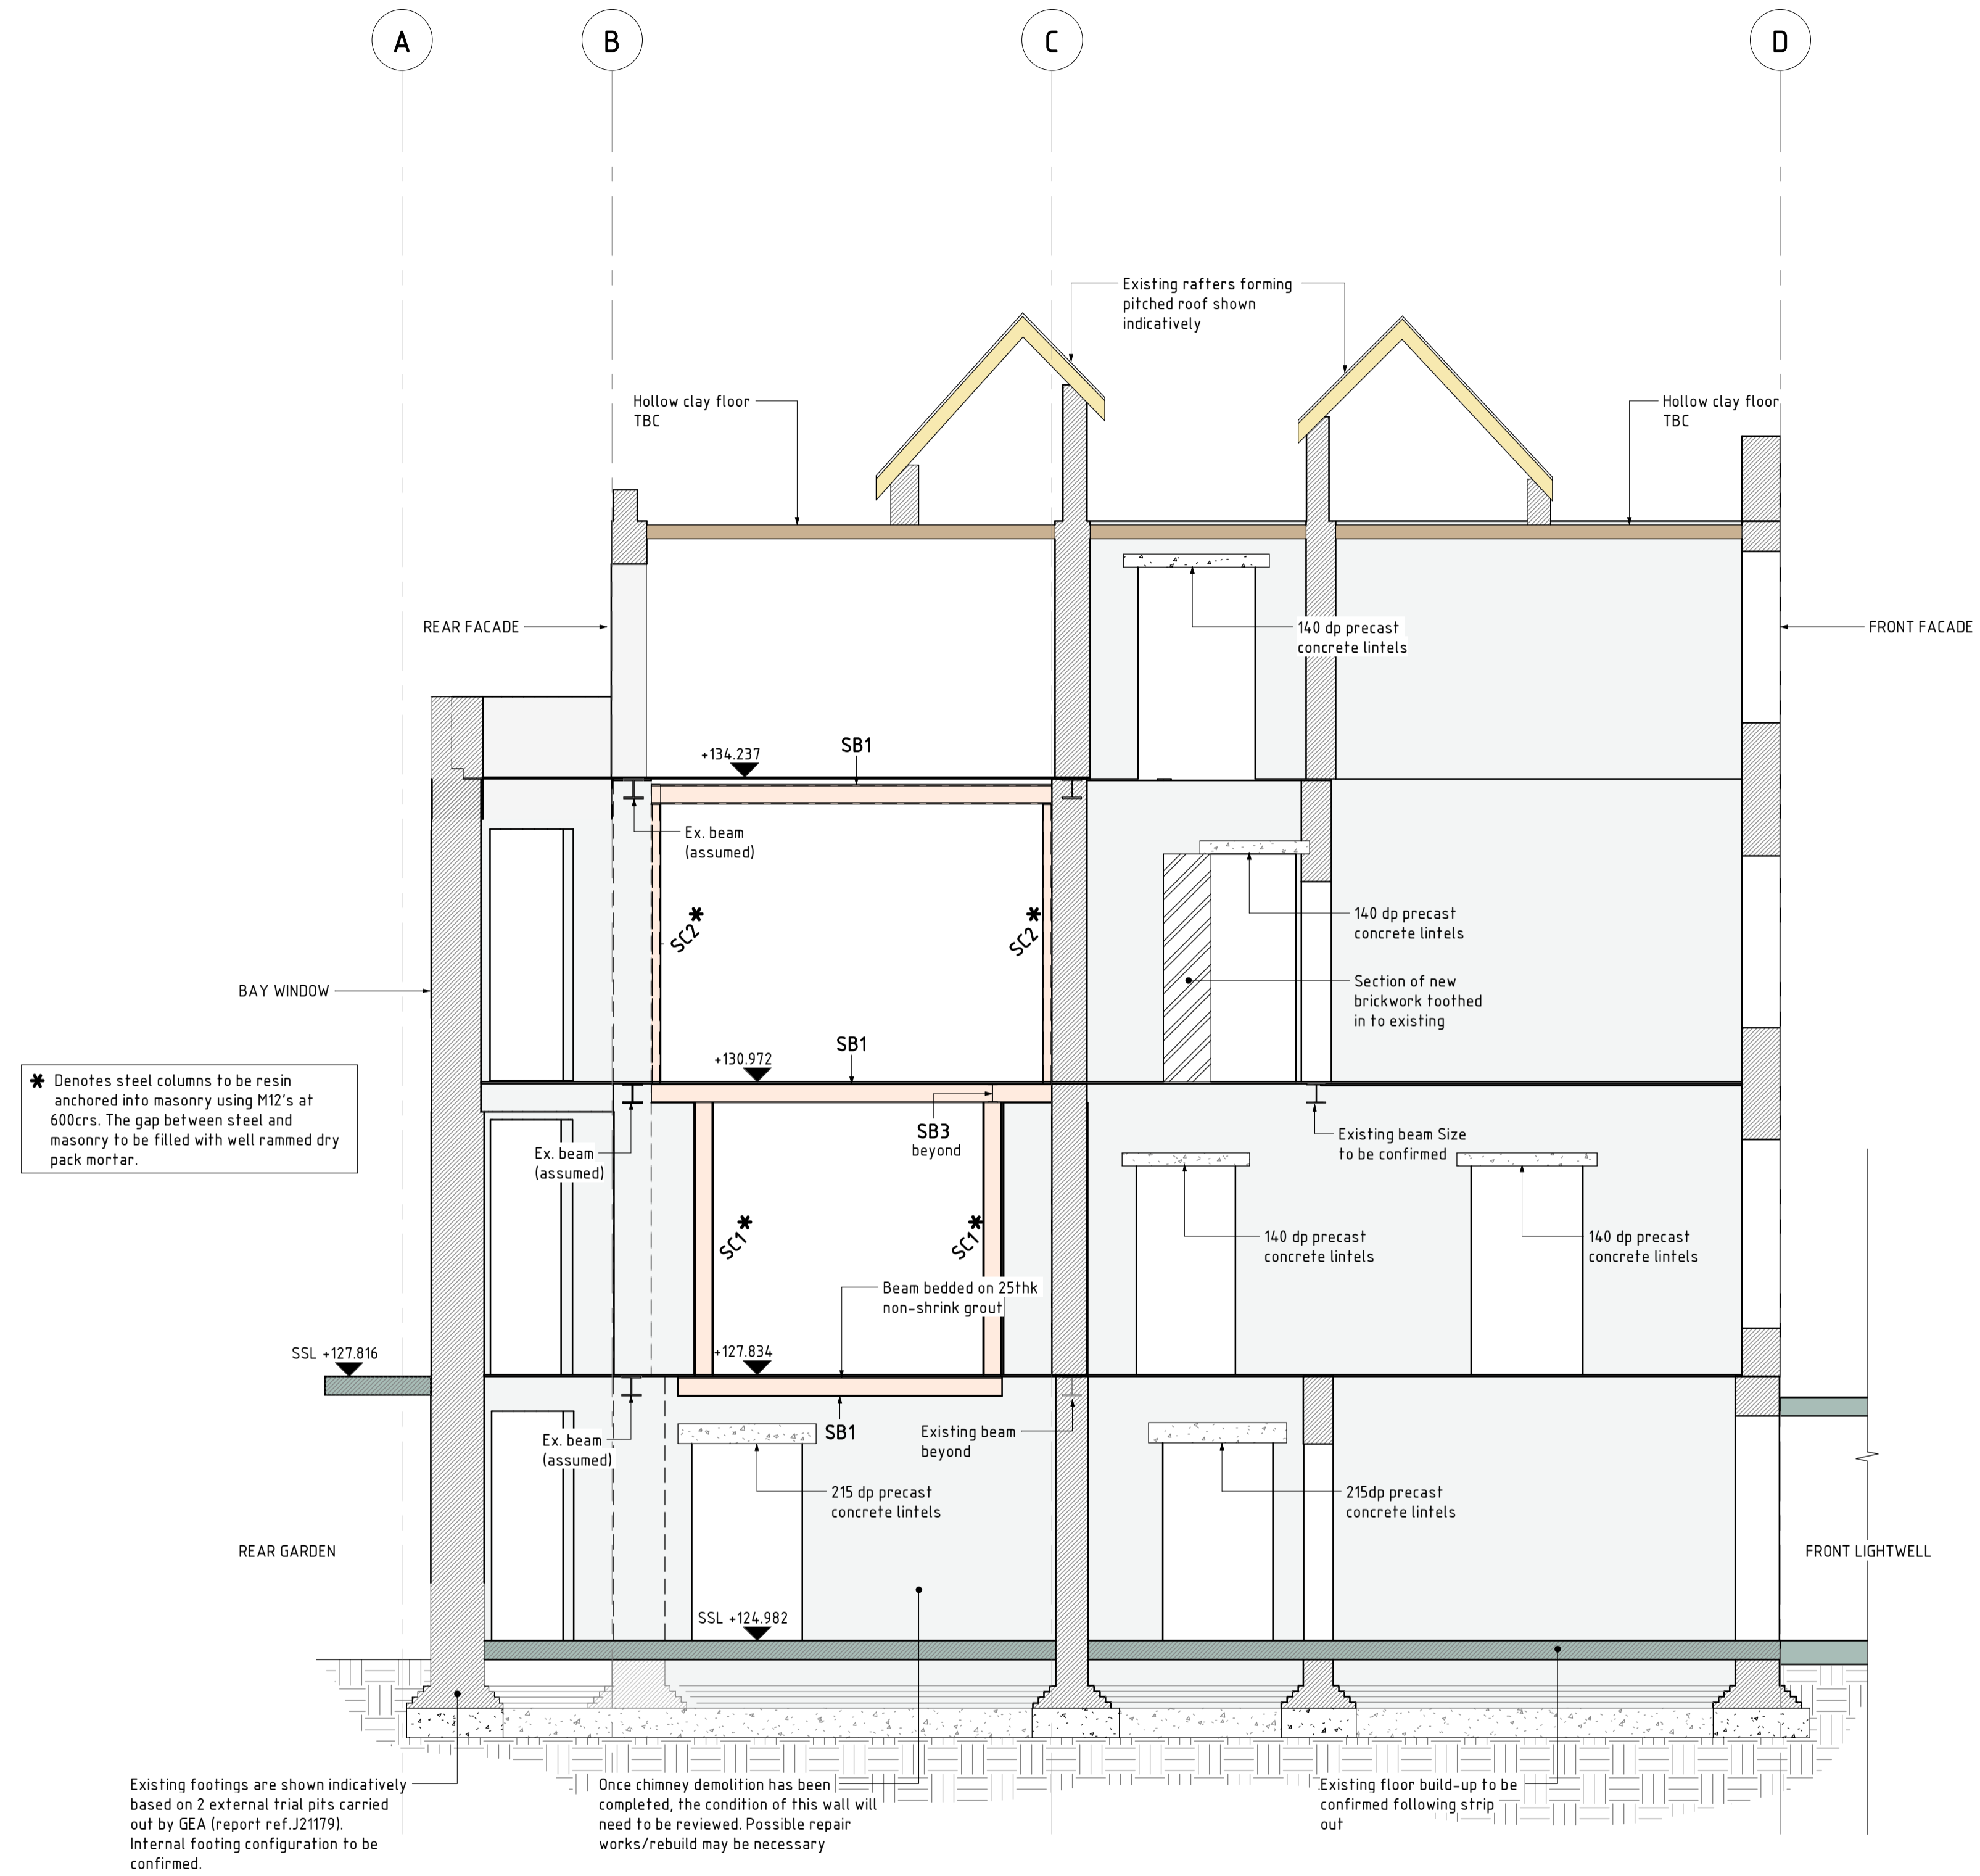 A
B
C
D
Existing rafters forming
pitched roof shown
indicatively
Hollow clay floor
TBC
Hollow clay floor
TBC
REAR FACADE
140 dp precast
concrete lintels
FRONT FACADE
+134.237
SB1
Ex. beam
(assumed)
SC2*
SC2*
140 dp precast
concrete lintels
Section of new
brickwork toothed
in to existing
BAY WINDOW
+130.972
SB1
* Denotes steel columns to be resin
anchored into masonry using M12's at
600crs. The gap between steel and
masonry to be filled with well rammed dry
pack mortar.
SB3
beyond
Ex. beam
(assumed)
Existing beam Size
to be confirmed
SC1*
SC1*
140 dp precast
concrete lintels
140 dp precast
concrete lintels
Beam bedded on 25thk
non-shrink grout
SSL +127.816
+127.834
Ex. beam
(assumed)
SB1
Existing beam
beyond
215 dp precast
concrete lintels
215dp precast
concrete lintels
REAR GARDEN
FRONT LIGHTWELL
SSL +124.982
Existing footings are shown indicatively
based on 2 external trial pits carried
out by GEA (report ref.J21179).
Internal footing configuration to be
confirmed.
Once chimney demolition has been
completed, the condition of this wall will
need to be reviewed. Possible repair
works/rebuild may be necessary
Existing floor build-up to be
confirmed following strip
out